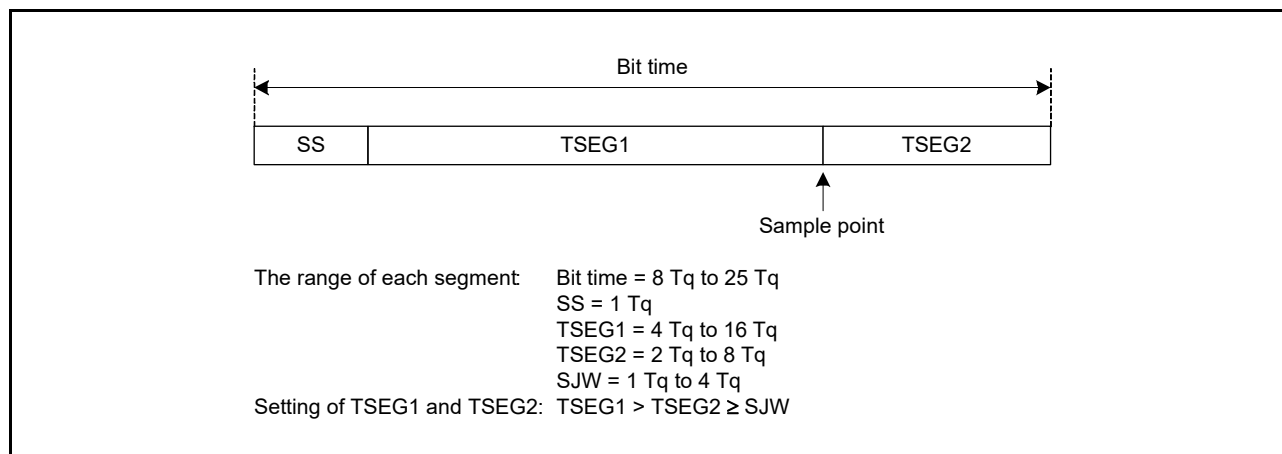 Bit time
SS TSEG1 TSEG2
Sample point
The range of each segment: Bit time = 8 Tq to 25 Tq
SS = 1 Tq
TSEG1 = 4 Tq to 16 Tq
TSEG2 = 2 Tq to 8 Tq
SJW = 1 Tq to 4 Tq
Setting of TSEG1 and TSEG2: TSEG1 > TSEG2 ≥ SJW